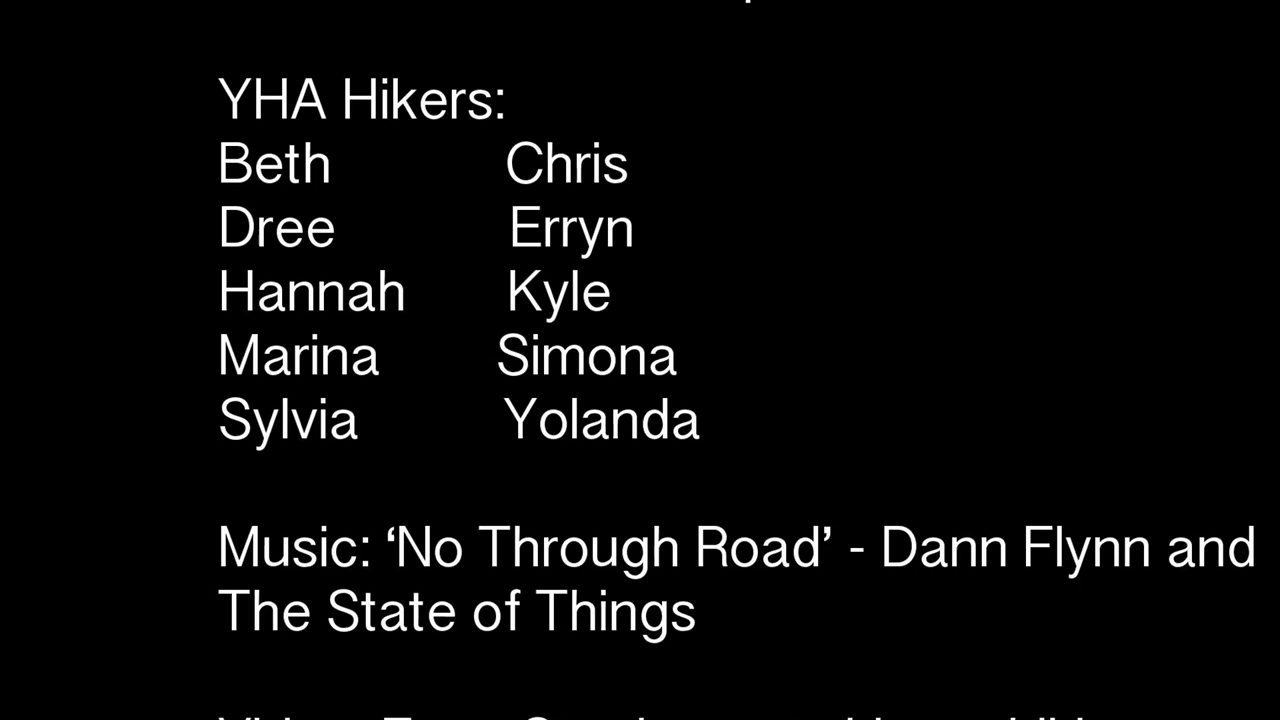 YHA Hikers:
Beth Chris
Dree Erryn
Hannah Kyle
Marina Simona
Sylvia Yolanda
Music: ‘No Through Road’ - Dann Flynn and
The State of Things